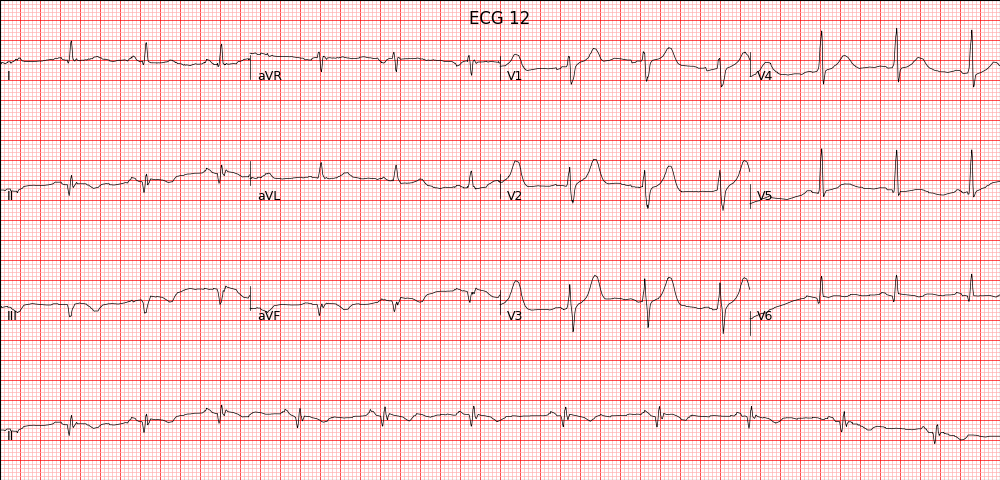 ECG 12
I aVR V1 V4
II aVL V2 V5
III aVF V3 V6
II